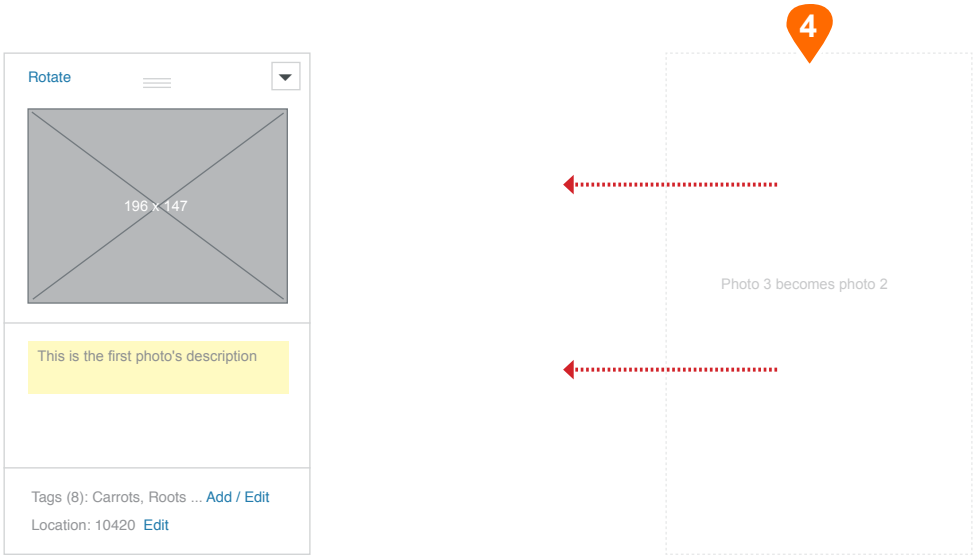 4
Rotate
196 x 147
Photo 3 becomes photo 2
This is the first photo's description
Tags (8): Carrots, Roots ... Add / Edit
Location: 10420 Edit